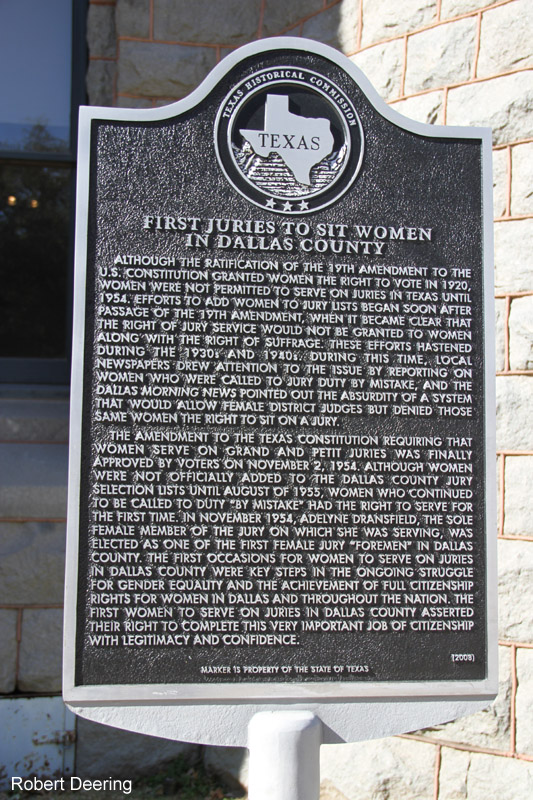 TEXAS HISTORICAL COMMISSION
TEXAS
FIRST JURIES TO SIT WOMEN
IN DALLAS COUNTY
ALTHOUGH THE RATIFICATION OF THE 19TH AMENDMENT TO THE
U.S. CONSTITUTION GRANTED WOMEN THE RIGHT TO VOTE IN 1920,
WOMEN WERE NOT PERMITTED TO SERVE ON JURIES IN TEXAS UNTIL
1954. EFFORTS TO ADD WOMEN TO JURY LISTS BEGAN SOON AFTER
PASSAGE OF THE 19TH AMENDMENT, WHEN IT BECAME CLEAR THAT
THE RIGHT OF JURY SERVICE WOULD NOT BE GRANTED TO WOMEN
ALONG WITH THE RIGHT OF SUFFRAGE. THESE EFFORTS HASTENED
DURING THE 1930s AND 1940s. DURING THIS TIME, LOCAL
NEWSPAPERS DREW ATTENTION TO THE ISSUE BY REPORTING ON
WOMEN WHO WERE CALLED TO JURY DUTY BY MISTAKE, AND THE
DALLAS MORNING NEWS POINTED OUT THE ABSURDITY OF A SYSTEM
THAT WOULD ALLOW FEMALE DISTRICT JUDGES BUT DENIED THOSE
SAME WOMEN THE RIGHT TO SIT ON A JURY.
THE AMENDMENT TO THE TEXAS CONSTITUTION REQUIRING THAT
WOMEN SERVE ON GRAND AND PETIT JURIES WAS FINALLY
APPROVED BY VOTERS ON NOVEMBER 2, 1954. ALTHOUGH WOMEN
WERE NOT OFFICIALLY ADDED TO THE DALLAS COUNTY JURY
SELECTION LISTS UNTIL AUGUST OF 1955, WOMEN WHO CONTINUED
TO BE CALLED TO DUTY "BY MISTAKE" HAD THE RIGHT TO SERVE FOR
THE FIRST TIME. IN NOVEMBER 1954, ADELYNE DRANSFIELD, THE SOLE
FEMALE MEMBER OF THE JURY ON WHICH SHE WAS SERVING, WAS
ELECTED AS ONE OF THE FIRST FEMALE JURY "FOREMEN" IN DALLAS
COUNTY. THE FIRST OCCASIONS FOR WOMEN TO SERVE ON JURIES
IN DALLAS COUNTY WERE KEY STEPS IN THE ONGOING STRUGGLE
FOR GENDER EQUALITY AND THE ACHIEVEMENT OF FULL CITIZENSHIP
RIGHTS FOR WOMEN IN DALLAS AND THROUGHOUT THE NATION. THE
FIRST WOMEN TO SERVE ON JURIES IN DALLAS COUNTY ASSERTED
THEIR RIGHT TO COMPLETE THIS VERY IMPORTANT JOB OF CITIZENSHIP
WITH LEGITIMACY AND CONFIDENCE.
(2008)
MARKER IS PROPERTY OF THE STATE OF TEXAS
Robert Deering